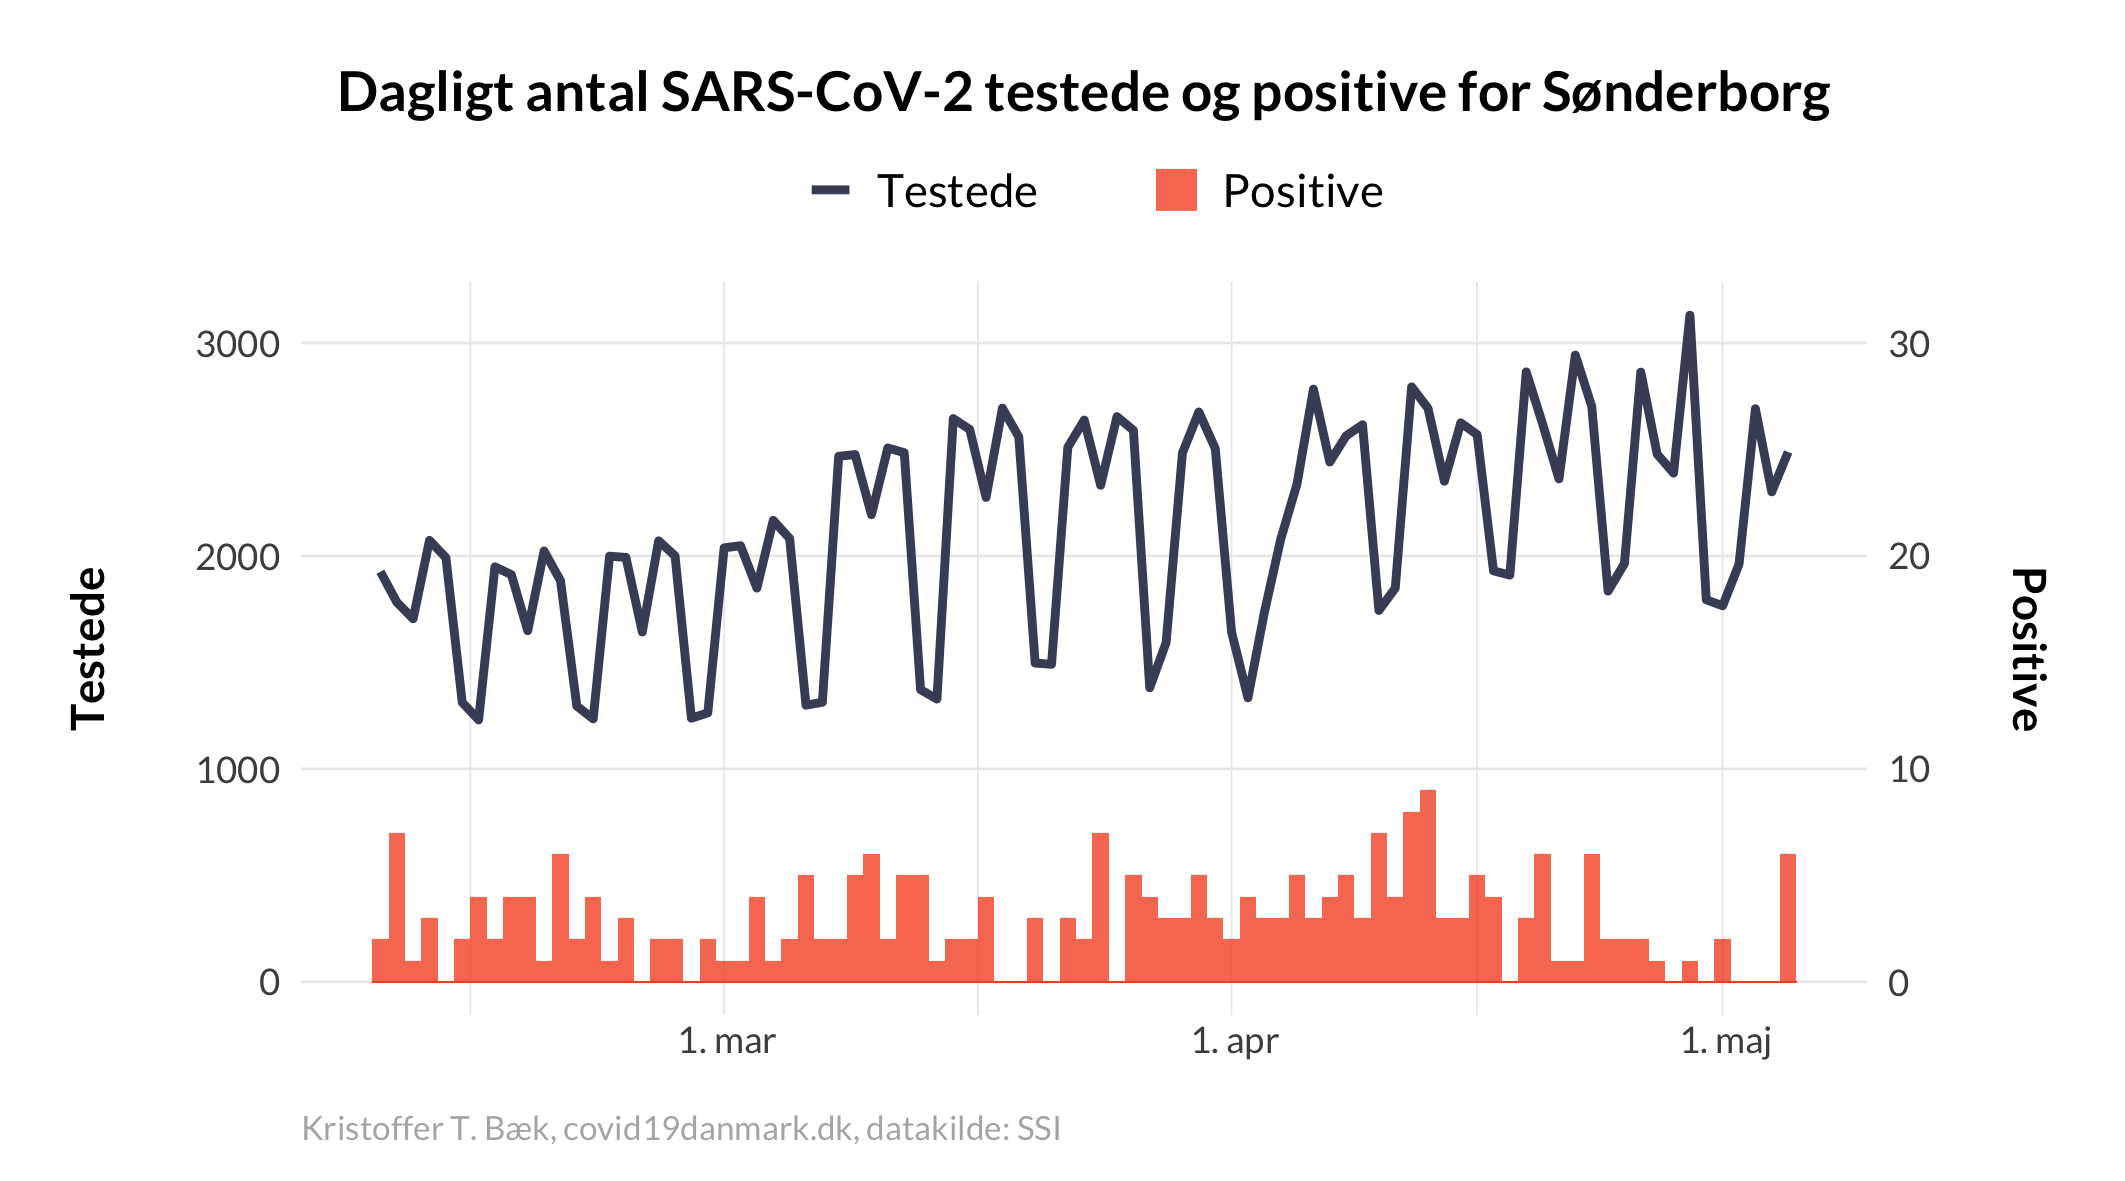 Dagligt antal SARS-CoV-2 testede og positive for Sønderborg
Testede Positive
3000 30
2000 20
1000 10
0 0
Testede
Positive
1. mar 1. apr 1. maj
Kristoffer T. Bæk, covid19danmark.dk, datakilde: SSI